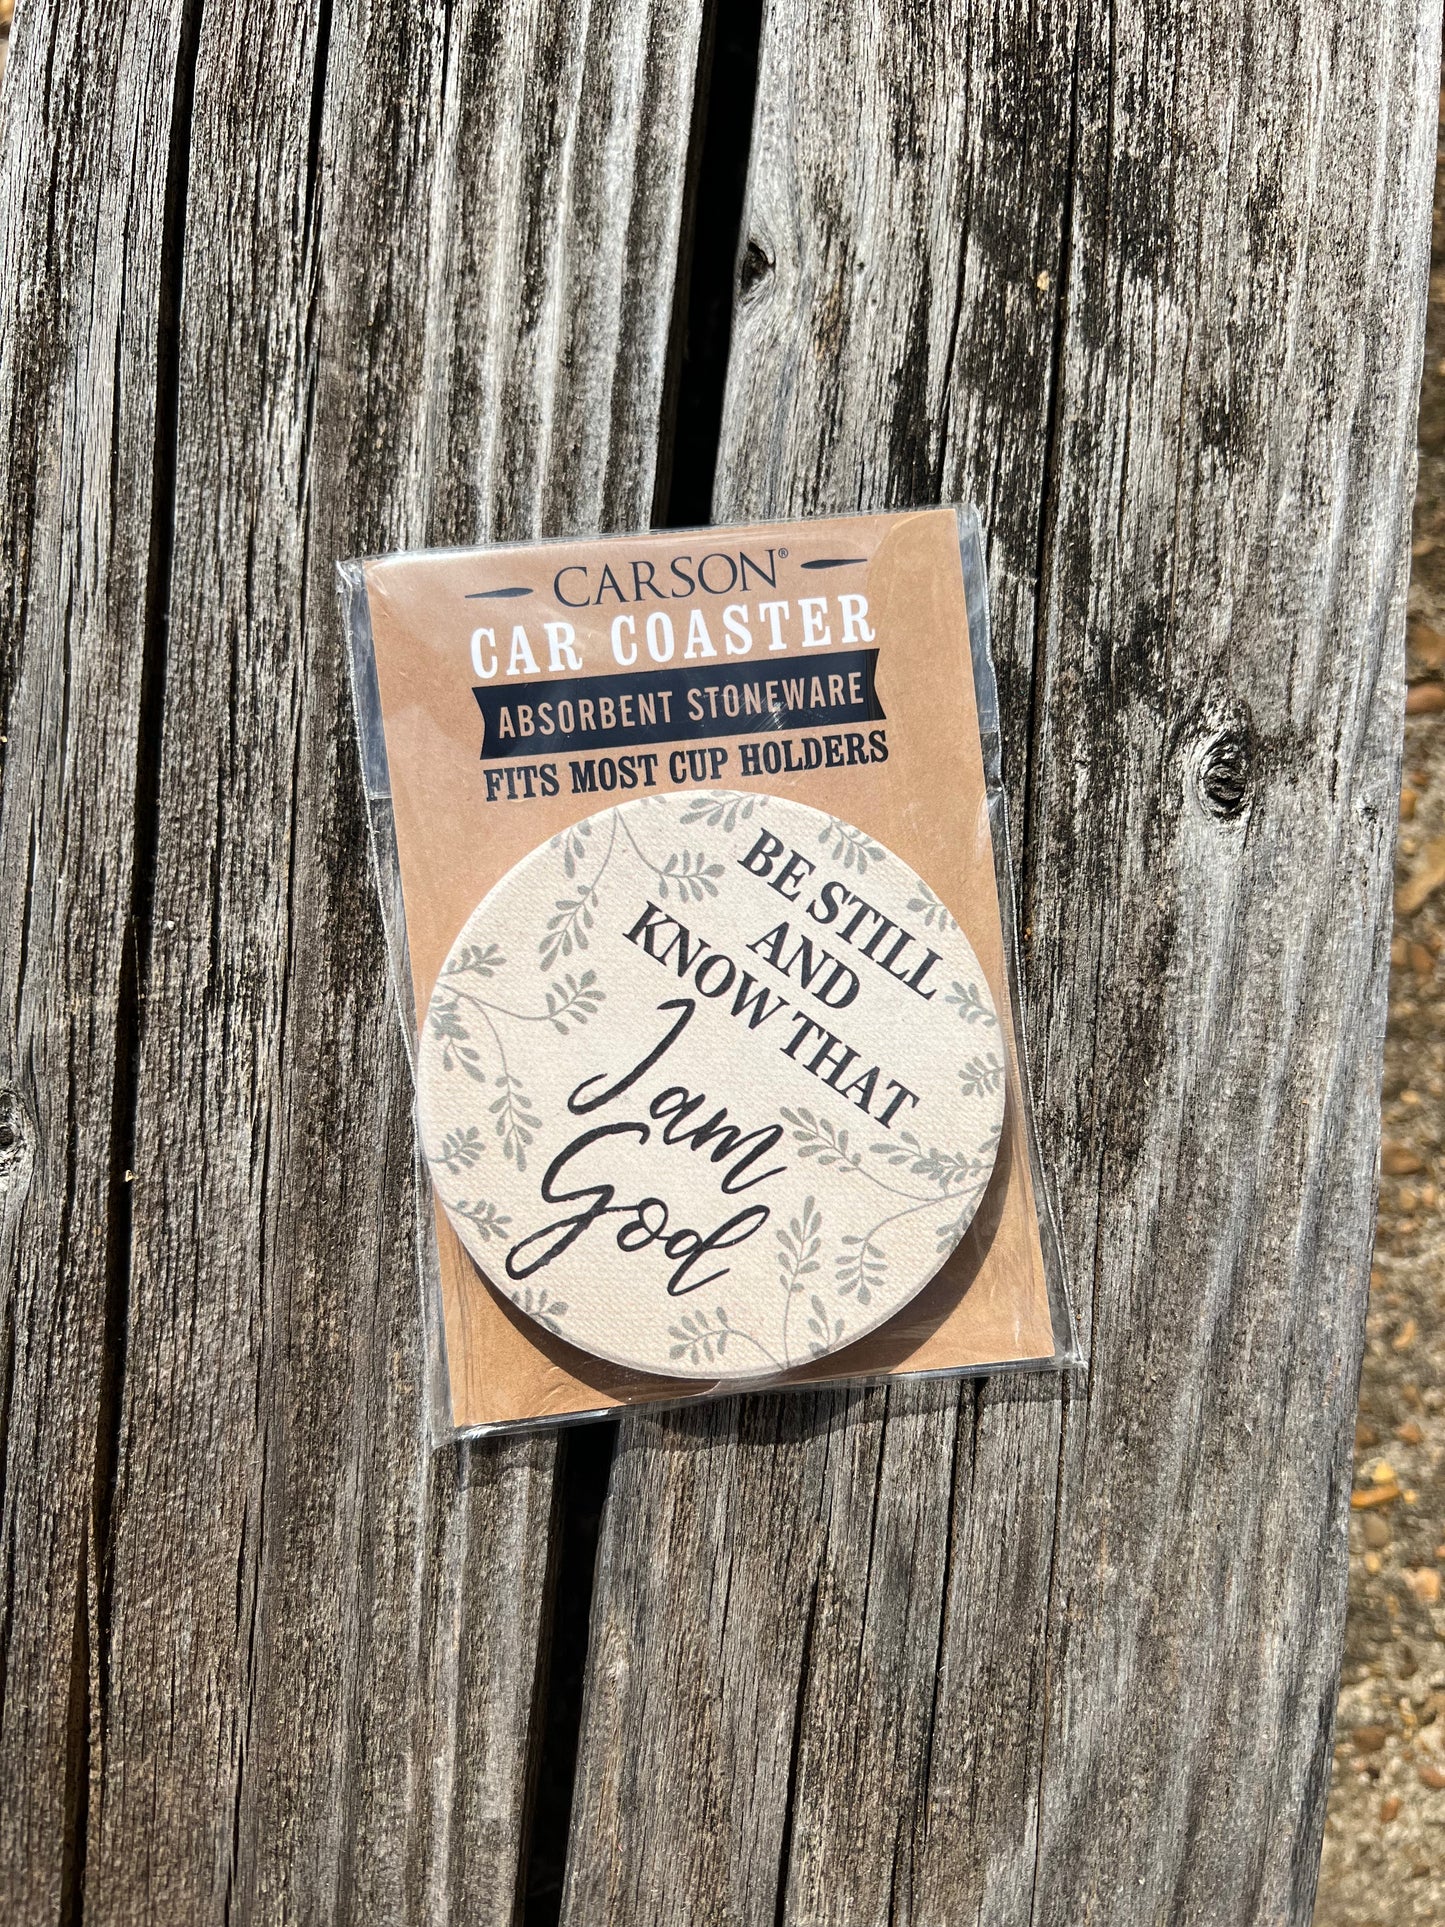 CARSON®
CAR COASTER
ABSORBENT STONEWARE
FITS MOST CUP HOLDERS
BE STILL
AND
KNOW THAT
I am
God